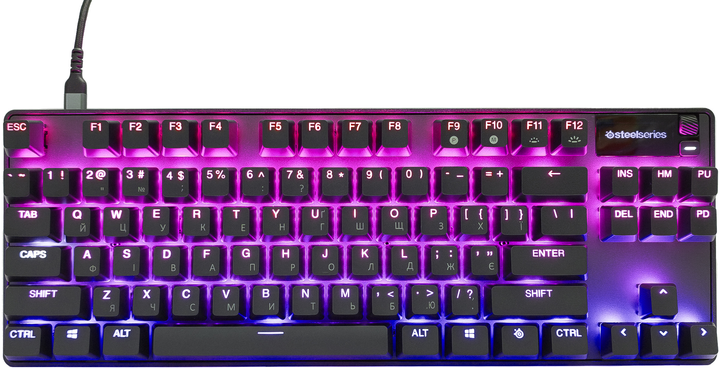 ESC F1 F2 F3 F4 F5 F6 F7 F8 F9 F10 F11 F12 steelseries
P M
` ~ 1 ! 2 @ 3 # 4 $ 5 % 6 ^ 7 & 8 * 9 ( 0 ) - _ = + ← INS HM PU
" № ; : ?
TAB Q W E R T Y U O P [ { ] } \ | DEL END PD
Й Ц У К Е Н Г Ш Щ З Х Ї
CAPS A S D F G H J K L ; : ' " ENTER
Ф І В А П Р О Л Д Ж Є
SHIFT Z X C V B N M , < . > / ? SHIFT ^
Я Ч С М И Т Ь Б Ю .
CTRL ALT ALT CTRL < v >